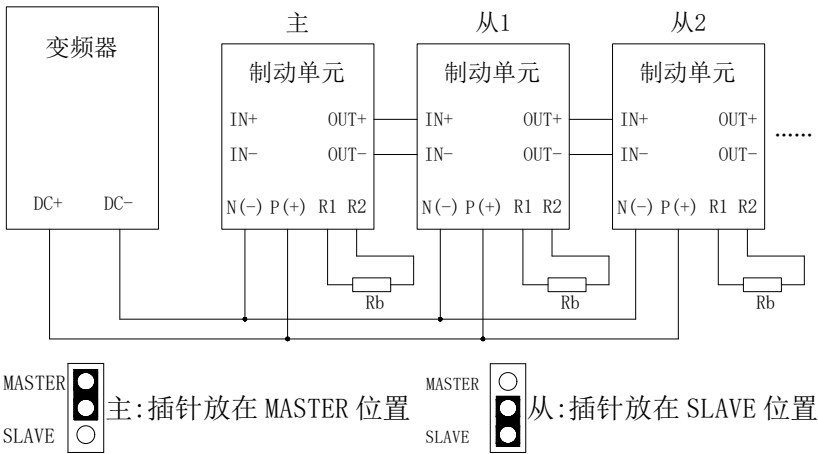 主 从1 从2
变频器
制动单元 制动单元 制动单元
IN+ OUT+ IN+ OUT+ IN+ OUT+ ......
IN- OUT- IN- OUT- IN- OUT-
DC+ DC- N(-) P(+) R1 R2 N(-) P(+) R1 R2 N(-) P(+) R1 R2
Rb Rb Rb
MASTER
主:插针放在 MASTER 位置
SLAVE
MASTER
从:插针放在 SLAVE 位置
SLAVE